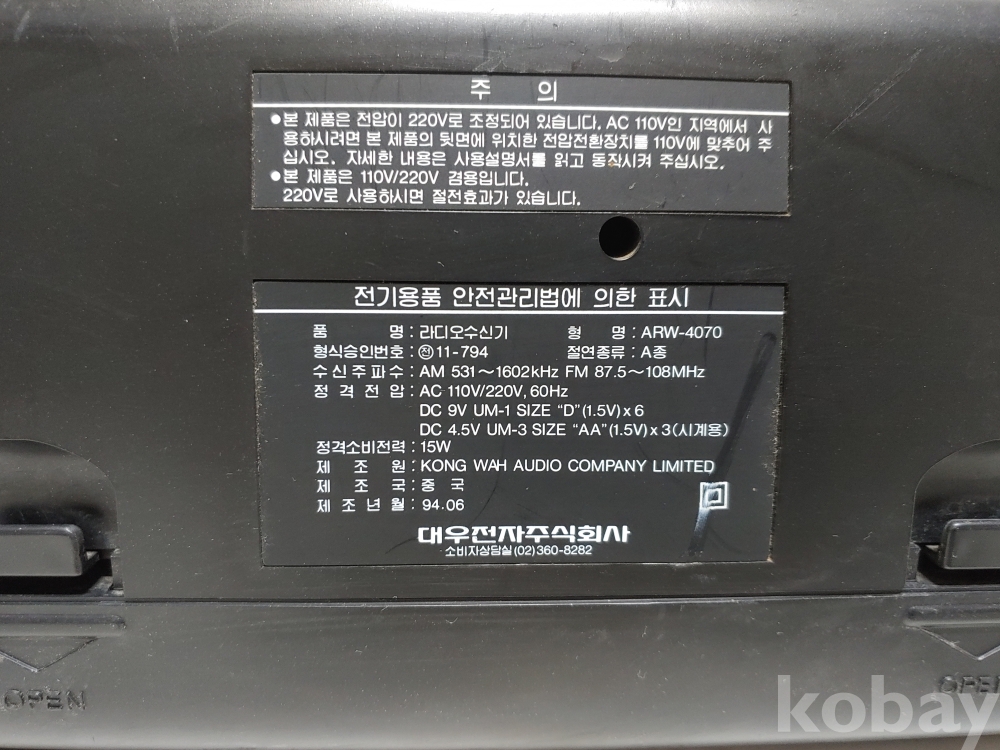 주 의
●본 제품은 전압이 220V로 조정되어 있습니다. AC 110V인 지역에서 사
용하시려면 본 제품의 뒷면에 위치한 전압전환장치를 110V에 맞추어 주
십시오. 자세한 내용은 사용설명서를 읽고 동작시켜 주십시오.
●본 제품은 110V/220V 겸용입니다.
220V로 사용하시면 절전효과가 있습니다.
전기용품 안전관리법에 의한 표시
품 명 : 라디오수신기 형 명 : ARW-4070
형식승인번호 : ㉄11-794 절연종류 : A종
수신주파수 : AM 531～1602kHz FM 87.5～108MHz
정격전압 : AC 110V/220V, 60Hz
DC 9V UM-1 SIZE "D"(1.5V)x6
DC 4.5V UM-3 SIZE "AA"(1.5V)x3(시계용)
정격소비전력 : 15W
제 조 원 : KONG WAH AUDIO COMPANY LIMITED
제 조 국 : 중 국
제조년월 : 94.06
대우전자주식회사
소비자상담실(02)360-8282
OPEN
OPEN
kobay